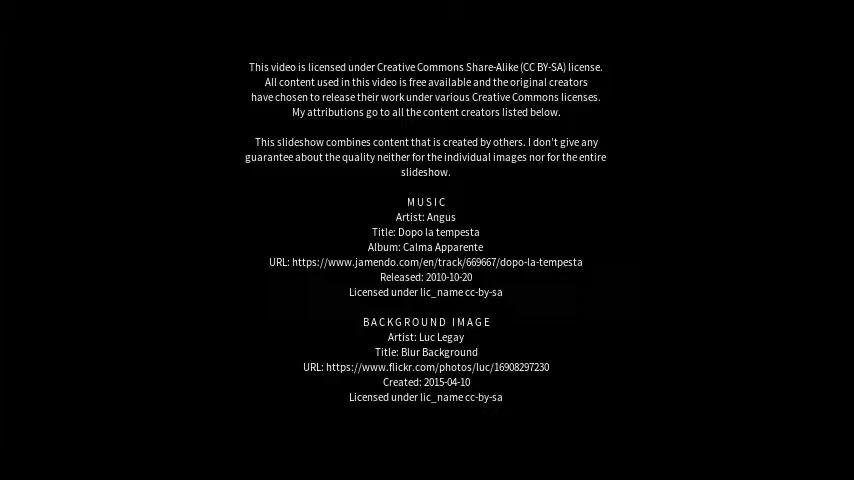 This video is licensed under Creative Commons Share-Alike (CC BY-SA) license.
All content used in this video is free available and the original creators
have chosen to release their work under various Creative Commons licenses.
My attributions go to all the content creators listed below.
This slideshow combines content that is created by others. I don't give any
guarantee about the quality neither for the individual images nor for the entire
slideshow.
MUSIC
Artist: Angus
Title: Dopo la tempesta
Album: Calma Apparente
URL: https://www.jamendo.com/en/track/669667/dopo-la-tempesta
Released: 2010-10-20
Licensed under lic_name cc-by-sa
BACKGROUND IMAGE
Artist: Luc Legay
Title: Blur Background
URL: https://www.flickr.com/photos/luc/16908297230
Created: 2015-04-10
Licensed under lic_name cc-by-sa